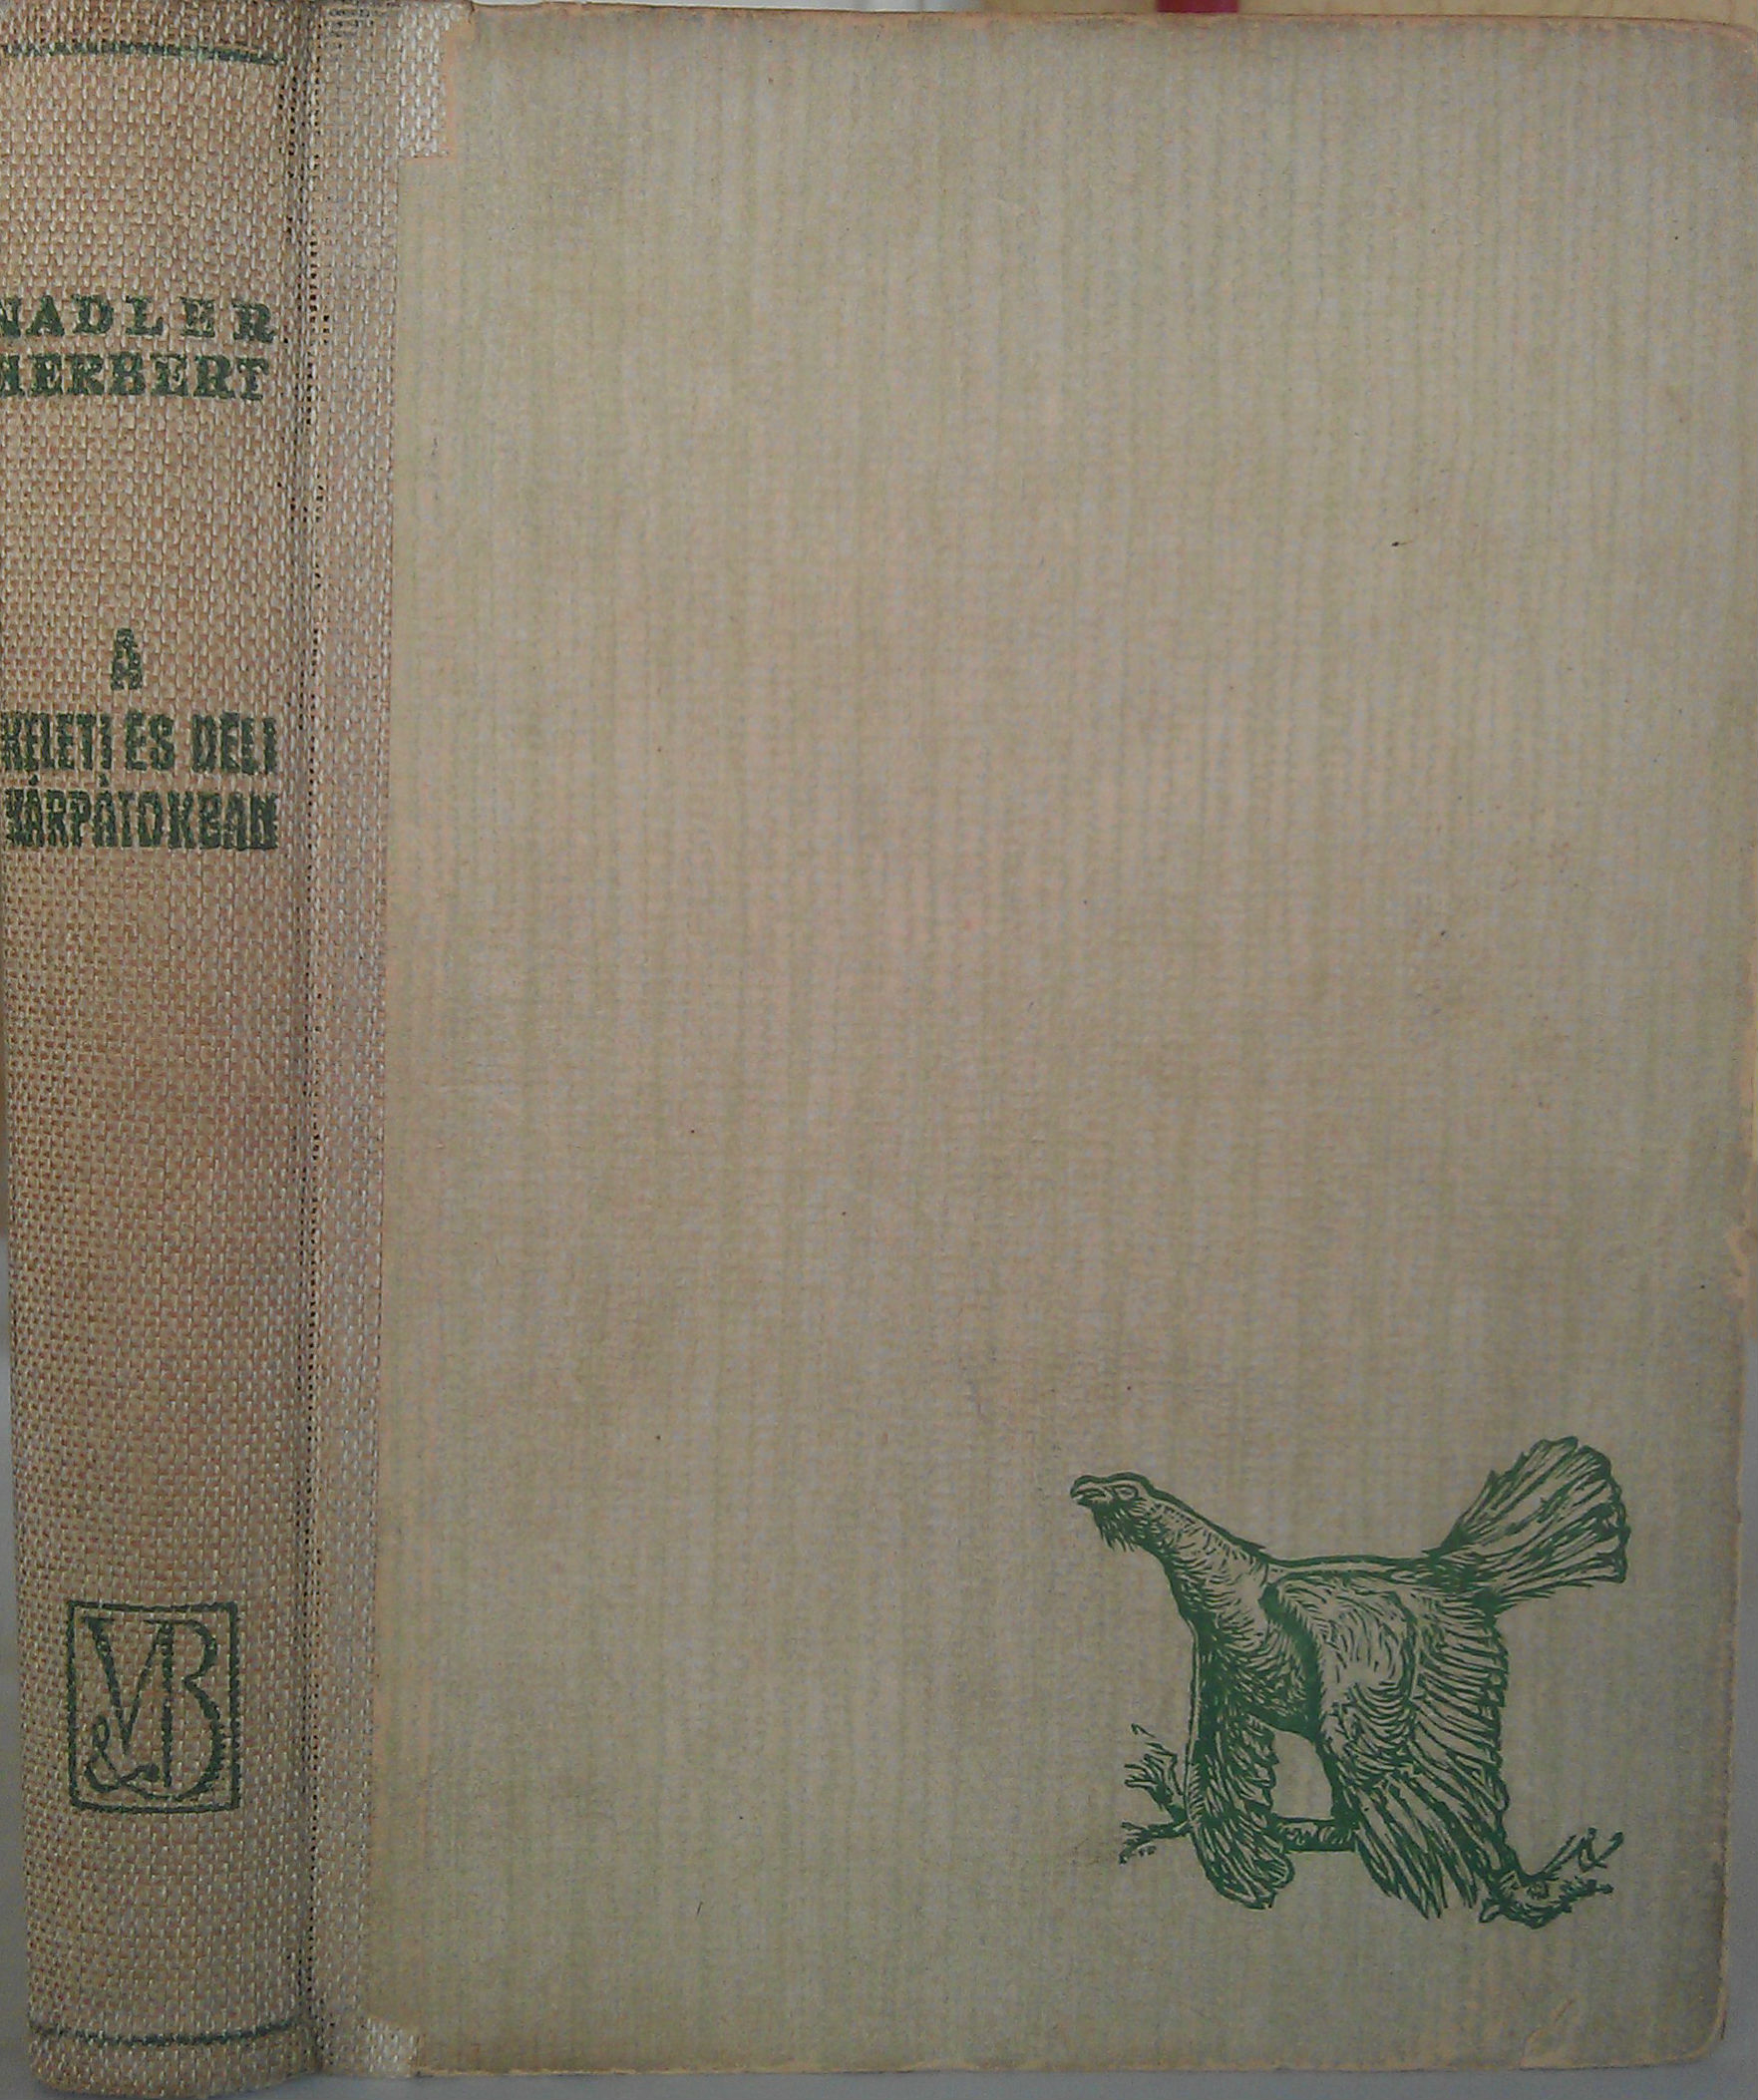 NADLER
HERBERT
A
KELETI ÉS DÉLI
KÁRPÁTOKBAN
V&B